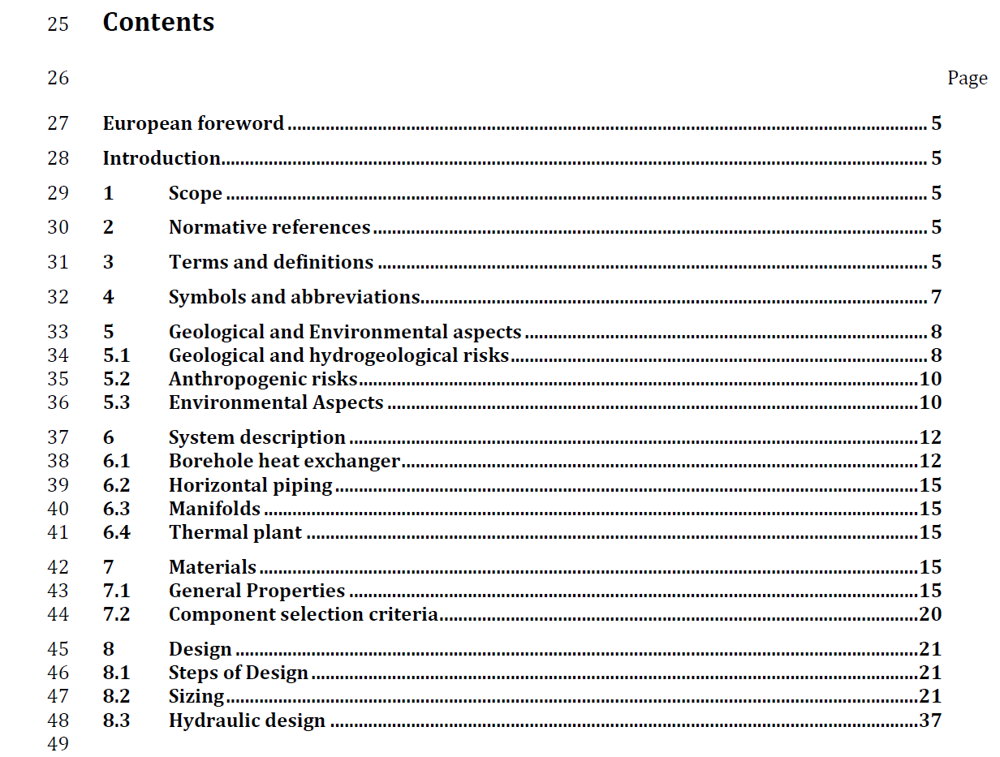 25 Contents
26 Page
27 European foreword ........................................................................................................................ 5
28 Introduction........................................................................................................................ 5
29 1 Scope ........................................................................................................................ 5
30 2 Normative references ........................................................................................................................ 5
31 3 Terms and definitions ........................................................................................................................ 5
32 4 Symbols and abbreviations........................................................................................................................ 7
33 5 Geological and Environmental aspects ........................................................................................................................ 8
34 5.1 Geological and hydrogeological risks........................................................................................................................ 8
35 5.2 Anthropogenic risks........................................................................................................................10
36 5.3 Environmental Aspects ........................................................................................................................10
37 6 System description ........................................................................................................................12
38 6.1 Borehole heat exchanger........................................................................................................................12
39 6.2 Horizontal piping ........................................................................................................................15
40 6.3 Manifolds ........................................................................................................................15
41 6.4 Thermal plant ........................................................................................................................15
42 7 Materials ........................................................................................................................15
43 7.1 General Properties ........................................................................................................................15
44 7.2 Component selection criteria........................................................................................................................20
45 8 Design ........................................................................................................................21
46 8.1 Steps of Design ........................................................................................................................21
47 8.2 Sizing........................................................................................................................21
48 8.3 Hydraulic design ........................................................................................................................37
49